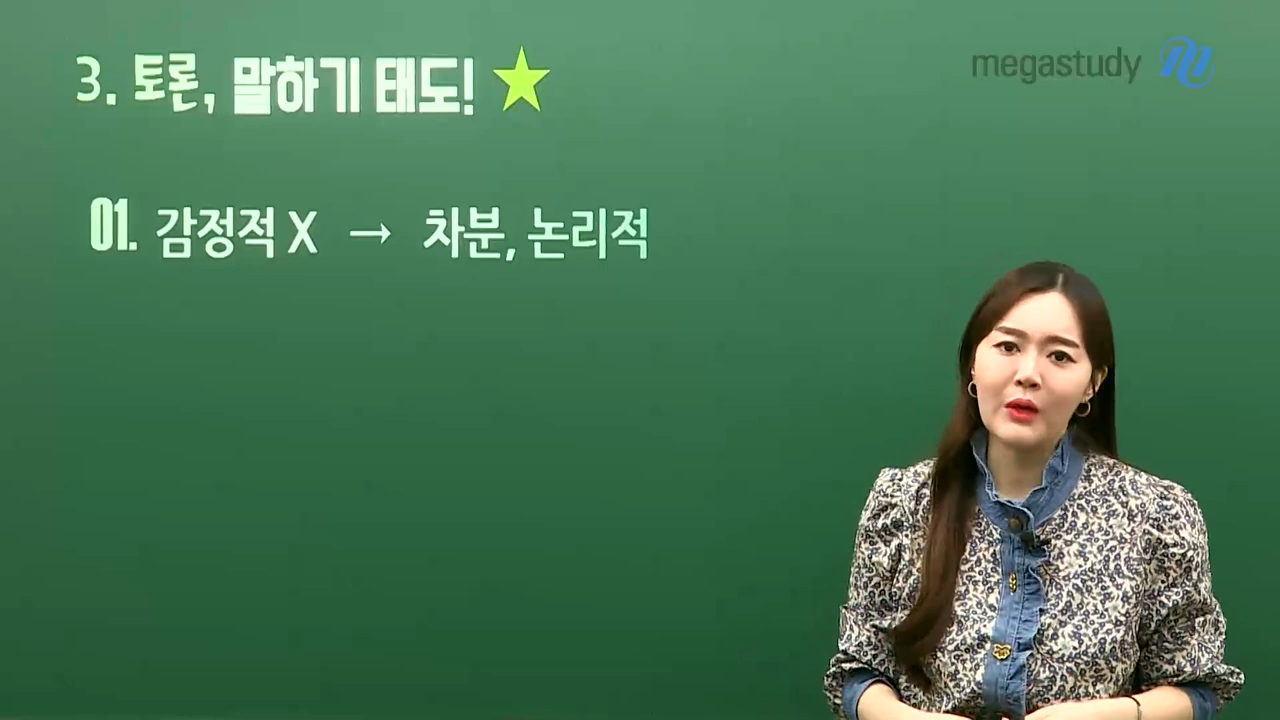 3. 토론, 말하기 태도!
megastudy
01. 감정적 X → 차분, 논리적